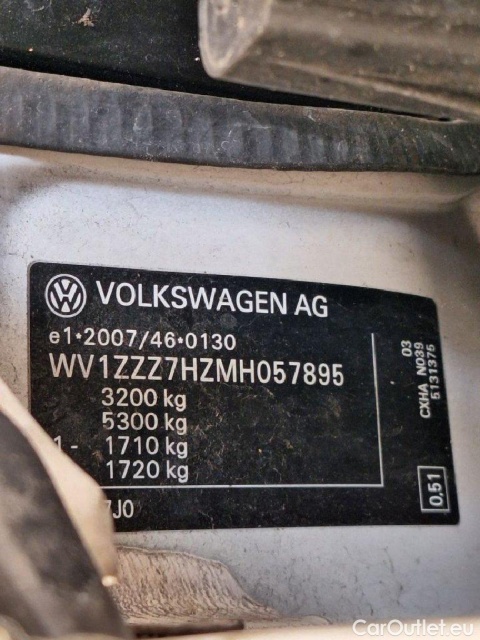 VOLKSWAGEN AG
e1*2007/46*0130
WV1ZZZ7HZMH057895
3200 kg
5300 kg
1- 1710 kg
1720 kg
7J0
03
CXHA N039
5131375
0,51
CarOutlet.eu